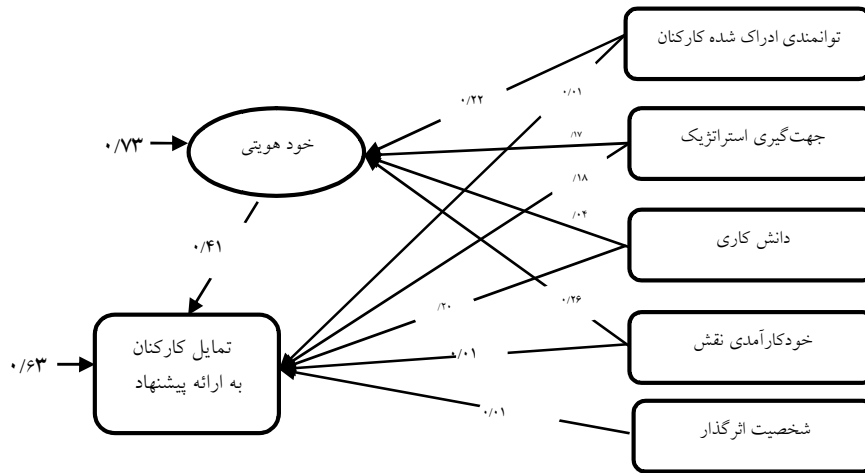 توانمندی ادراک شده کارکنان
۰/۲۲
۰/۰۱
جهت‌گیری استراتژیک
/۱۷
خود هویتی
۰/۷۳
/۱۸
/۰۴
دانش کاری
۰/۴۱
۰/۲۶
/۲۰
خودکارآمدی نقش
تمایل کارکنان
به ارائه پیشنهاد
۰/۶۳
۰/۰۱
شخصیت اثرگذار
۰/۰۱